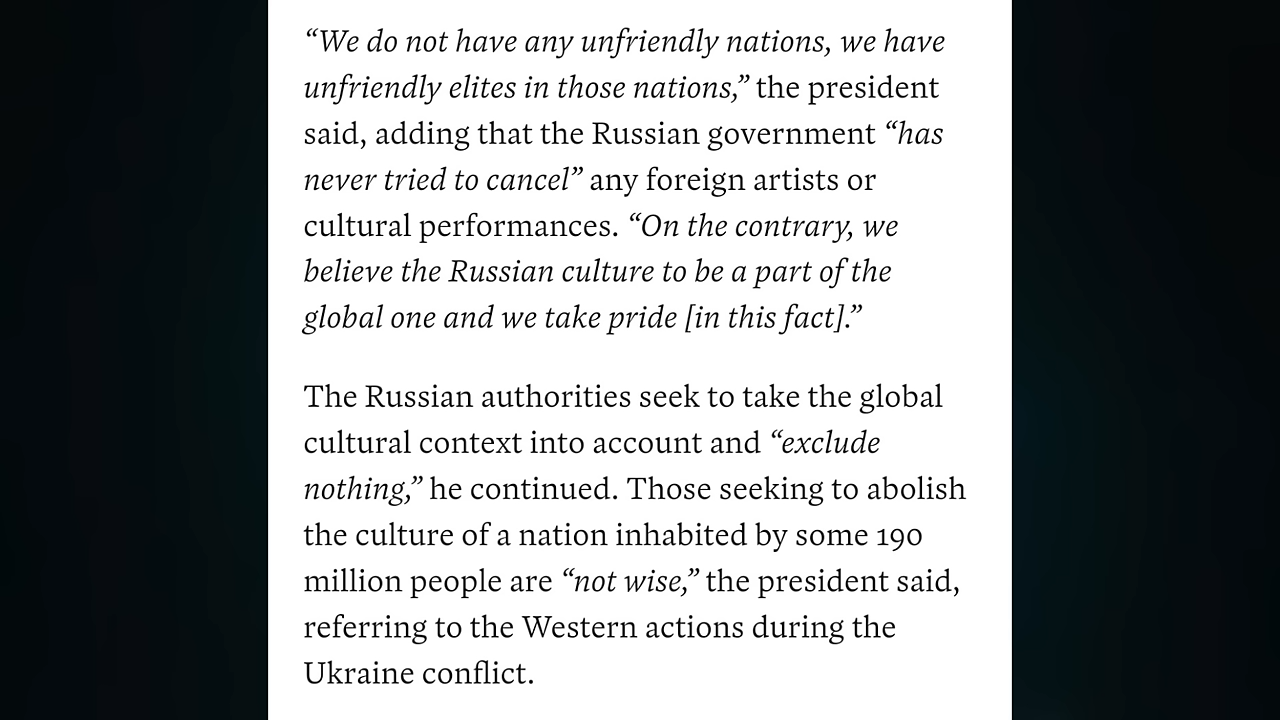 “We do not have any unfriendly nations, we have
unfriendly elites in those nations,” the president
said, adding that the Russian government “has
never tried to cancel” any foreign artists or
cultural performances. “On the contrary, we
believe the Russian culture to be a part of the
global one and we take pride [in this fact].”
The Russian authorities seek to take the global
cultural context into account and “exclude
nothing,” he continued. Those seeking to abolish
the culture of a nation inhabited by some 190
million people are “not wise,” the president said,
referring to the Western actions during the
Ukraine conflict.